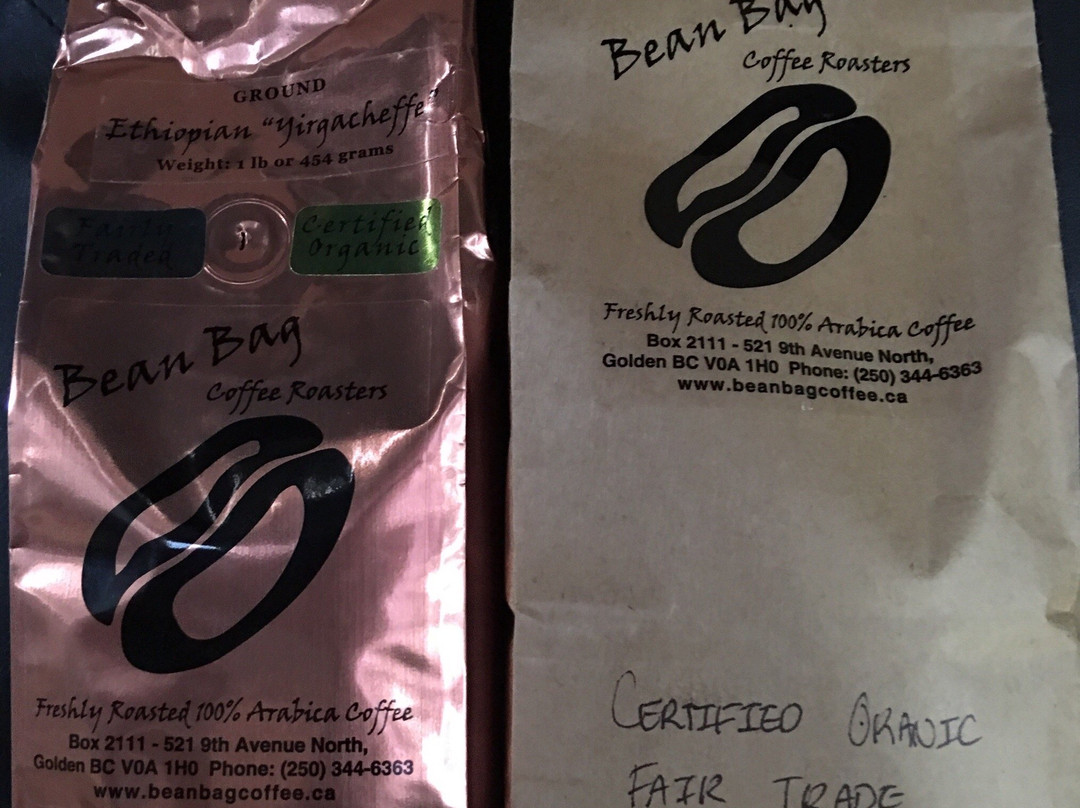 GROUND
Ethiopian "Yirgacheffe"
Weight: 1 lb or 454 grams
Fairly
Traded
Certified
Organic
Bean Bag
Coffee Roasters
Freshly Roasted 100% Arabica Coffee
Box 2111 - 521 9th Avenue North,
Golden BC V0A 1H0 Phone: (250) 344-6363
www.beanbagcoffee.ca
Bean Bag
Coffee Roasters
Freshly Roasted 100% Arabica Coffee
Box 2111 - 521 9th Avenue North,
Golden BC V0A 1H0 Phone: (250) 344-6363
www.beanbagcoffee.ca
CERTIFIED ORANIC
FAIR TRADE